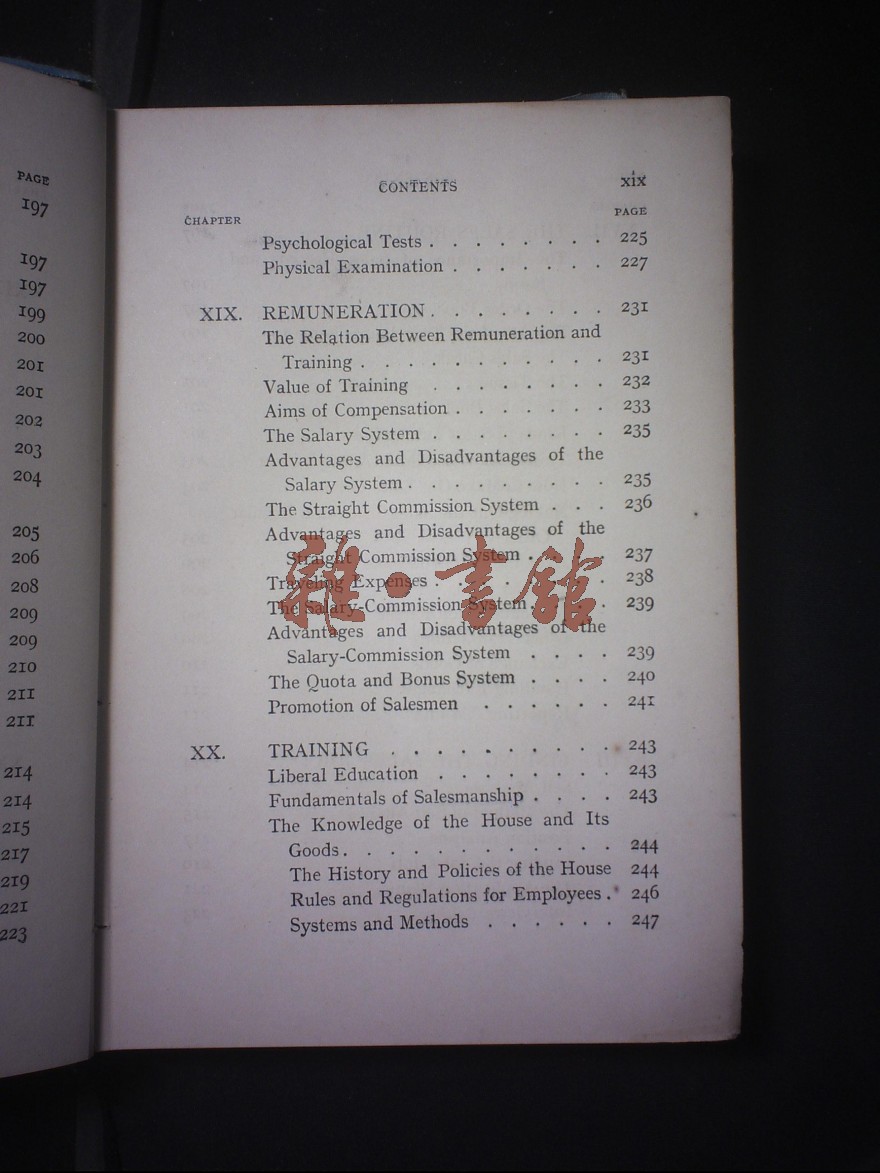 PAGE
197
197
197
199
200
201
201
202
203
204
205
206
208
209
209
210
211
211
214
214
215
217
219
221
223
CONTENTS xix
CHAPTER PAGE
Psychological Tests . . . . . . . . 225
Physical Examination . . . . . . . 227
XIX. REMUNERATION . . . . . . . . 231
The Relation Between Remuneration and
Training . . . . . . . . . . . 231
Value of Training . . . . . . . . 232
Aims of Compensation . . . . . . . 233
The Salary System . . . . . . . . 235
Advantages and Disadvantages of the
Salary System . . . . . . . . . 235
The Straight Commission System . . . 236
Advantages and Disadvantages of the
Straight Commission System . . . . 237
Traveling Expenses . . . . . . . . 238
The Salary-Commission System . . . . 239
Advantages and Disadvantages of the
Salary-Commission System . . . . 239
The Quota and Bonus System . . . . 240
Promotion of Salesmen . . . . . . 241
XX. TRAINING . . . . . . . . . . 243
Liberal Education . . . . . . . . 243
Fundamentals of Salesmanship . . . . 243
The Knowledge of the House and Its
Goods . . . . . . . . . . . . 244
The History and Policies of the House 244
Rules and Regulations for Employees . 246
Systems and Methods . . . . . . 247
雜·書館